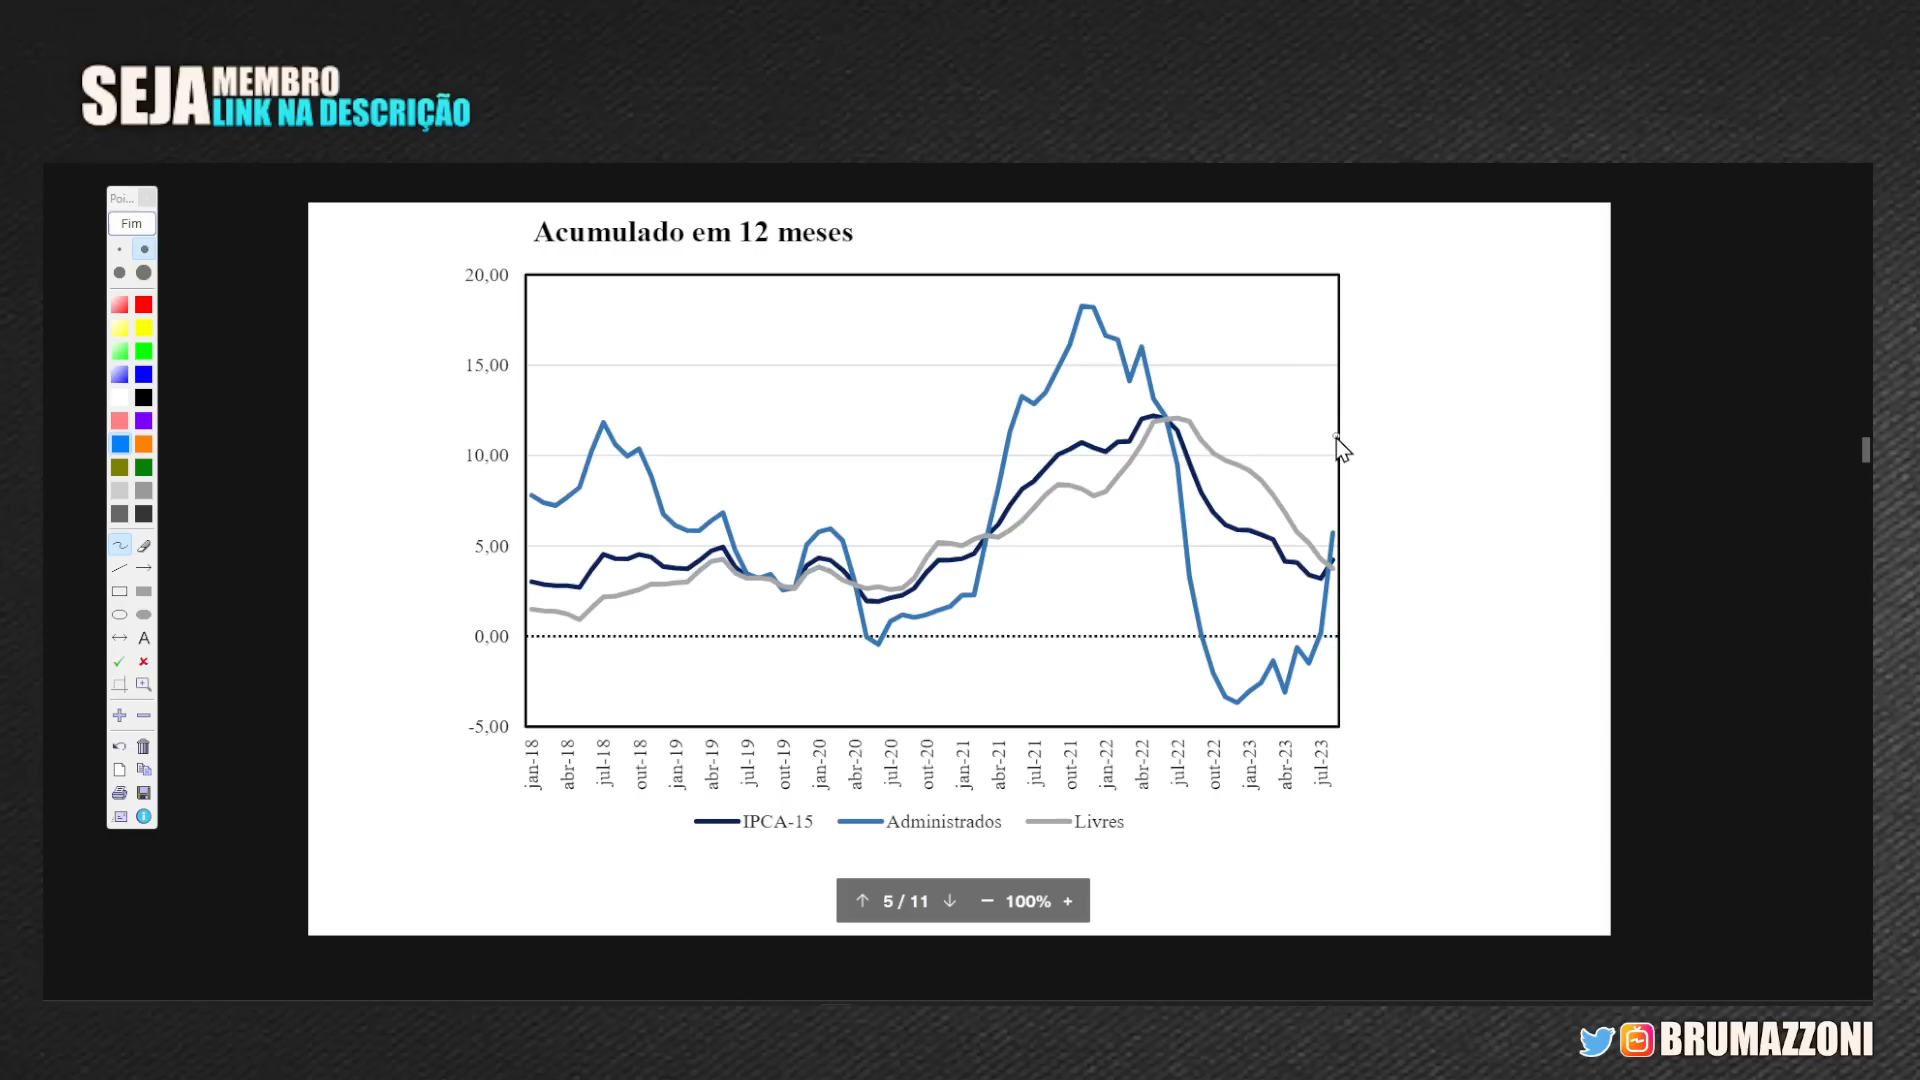 SEJA MEMBRO
LINK NA DESCRIÇÃO
Poi...
Fim
A
Acumulado em 12 meses
20,00
15,00
10,00
5,00
0,00
-5,00
jan-18 abr-18 jul-18 out-18 jan-19 abr-19 jul-19 out-19 jan-20 abr-20 jul-20 out-20 jan-21 abr-21 jul-21 out-21 jan-22 abr-22 jul-22 out-22 jan-23 abr-23 jul-23
IPCA-15 Administrados Livres
5 / 11 100%
BRUMAZZONI